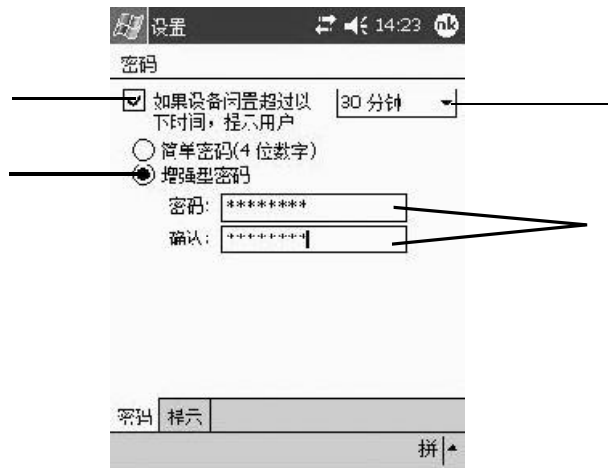 设置 14:23 ok
密码
如果设备闲置超过以
下时间，提示用户
30 分钟
简单密码(4 位数字)
增强型密码
密码: ********
确认: ********
密码 提示
拼